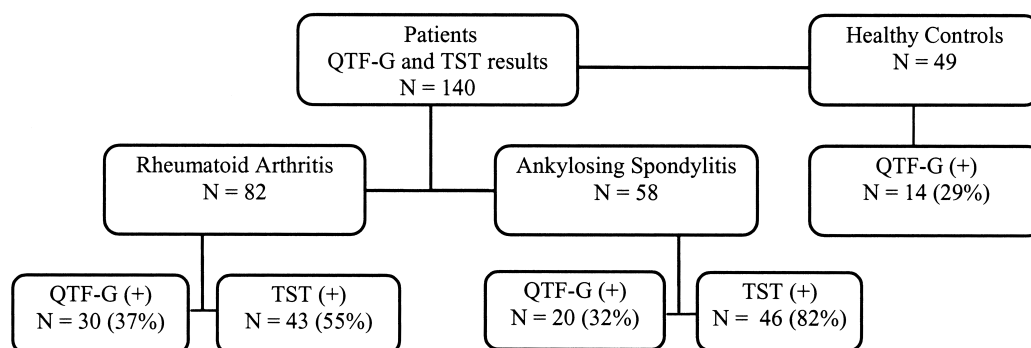 Patients
QTF-G and TST results
N = 140
Healthy Controls
N = 49
Rheumatoid Arthritis
N = 82
Ankylosing Spondylitis
N = 58
QTF-G (+)
N = 14 (29%)
QTF-G (+)
N = 30 (37%)
TST (+)
N = 43 (55%)
QTF-G (+)
N = 20 (32%)
TST (+)
N = 46 (82%)